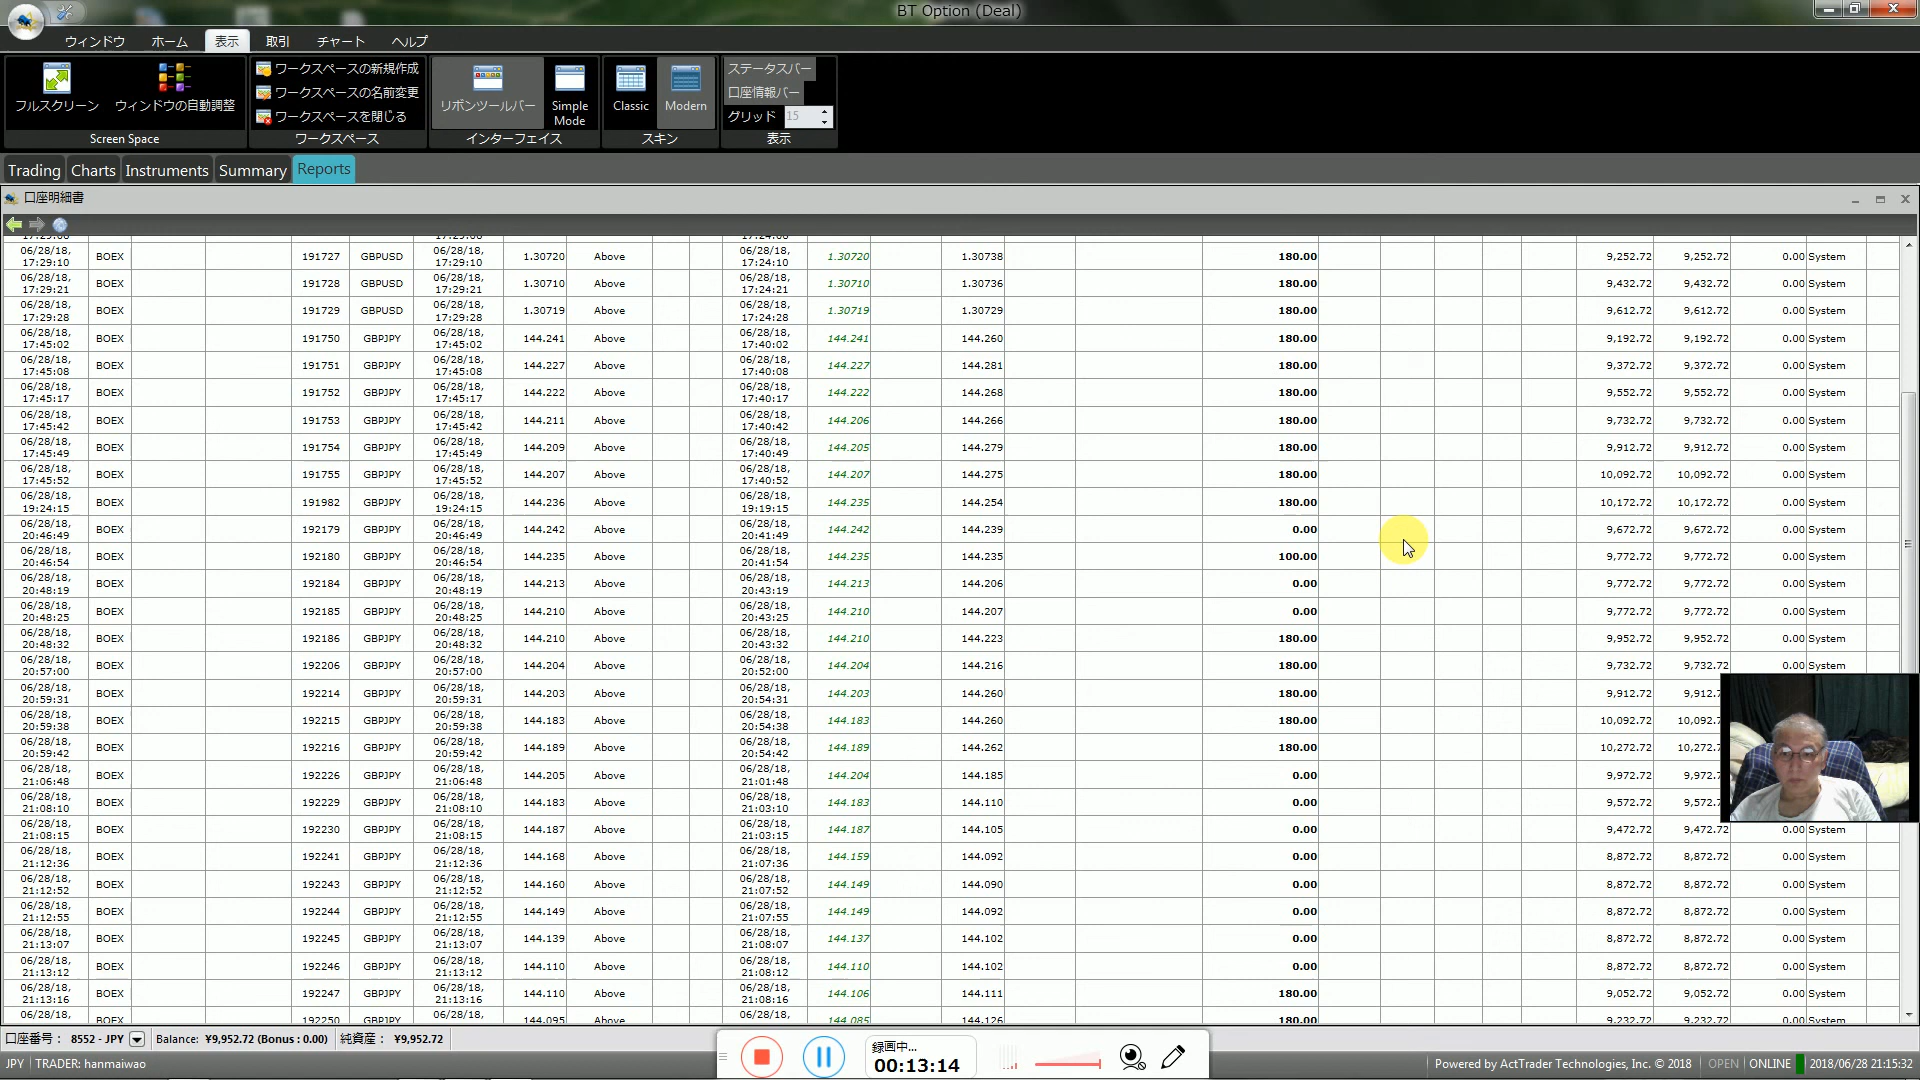 BT Option (Deal)
ウィンドウ ホーム 表示 取引 チャート ヘルプ
フルスクリーン ウィンドウの自動調整 Screen Space
ワークスペースの新規作成
ワークスペースの名前変更
ワークスペースを閉じる
ワークスペース
リボンツールバー Simple Mode インターフェイス
Classic Modern スキン
ステータスバー
口座情報バー
グリッド 15
表示
Trading Charts Instruments Summary Reports
口座明細書
06/28/18, 17:29:10 BOEX 191727 GBPUSD 06/28/18, 17:29:10 1.30720 Above 06/28/18, 17:24:10 1.30720 1.30738 180.00 9,252.72 9,252.72 0.00 System
06/28/18, 17:29:21 BOEX 191728 GBPUSD 06/28/18, 17:29:21 1.30710 Above 06/28/18, 17:24:21 1.30710 1.30736 180.00 9,432.72 9,432.72 0.00 System
06/28/18, 17:29:28 BOEX 191729 GBPUSD 06/28/18, 17:29:28 1.30719 Above 06/28/18, 17:24:28 1.30719 1.30729 180.00 9,612.72 9,612.72 0.00 System
06/28/18, 17:45:02 BOEX 191750 GBPJPY 06/28/18, 17:45:02 144.241 Above 06/28/18, 17:40:02 144.241 144.260 180.00 9,192.72 9,192.72 0.00 System
06/28/18, 17:45:08 BOEX 191751 GBPJPY 06/28/18, 17:45:08 144.227 Above 06/28/18, 17:40:08 144.227 144.281 180.00 9,372.72 9,372.72 0.00 System
06/28/18, 17:45:17 BOEX 191752 GBPJPY 06/28/18, 17:45:17 144.222 Above 06/28/18, 17:40:17 144.222 144.268 180.00 9,552.72 9,552.72 0.00 System
06/28/18, 17:45:42 BOEX 191753 GBPJPY 06/28/18, 17:45:42 144.211 Above 06/28/18, 17:40:42 144.206 144.266 180.00 9,732.72 9,732.72 0.00 System
06/28/18, 17:45:49 BOEX 191754 GBPJPY 06/28/18, 17:45:49 144.209 Above 06/28/18, 17:40:49 144.205 144.279 180.00 9,912.72 9,912.72 0.00 System
06/28/18, 17:45:52 BOEX 191755 GBPJPY 06/28/18, 17:45:52 144.207 Above 06/28/18, 17:40:52 144.207 144.275 180.00 10,092.72 10,092.72 0.00 System
06/28/18, 19:24:15 BOEX 191982 GBPJPY 06/28/18, 19:24:15 144.236 Above 06/28/18, 19:19:15 144.235 144.254 180.00 10,172.72 10,172.72 0.00 System
06/28/18, 20:46:49 BOEX 192179 GBPJPY 06/28/18, 20:46:49 144.242 Above 06/28/18, 20:41:49 144.242 144.239 0.00 9,672.72 9,672.72 0.00 System
06/28/18, 20:46:54 BOEX 192180 GBPJPY 06/28/18, 20:46:54 144.235 Above 06/28/18, 20:41:54 144.235 144.235 100.00 9,772.72 9,772.72 0.00 System
06/28/18, 20:48:19 BOEX 192184 GBPJPY 06/28/18, 20:48:19 144.213 Above 06/28/18, 20:43:19 144.213 144.206 0.00 9,772.72 9,772.72 0.00 System
06/28/18, 20:48:25 BOEX 192185 GBPJPY 06/28/18, 20:48:25 144.210 Above 06/28/18, 20:43:25 144.210 144.207 0.00 9,772.72 9,772.72 0.00 System
06/28/18, 20:48:32 BOEX 192186 GBPJPY 06/28/18, 20:48:32 144.210 Above 06/28/18, 20:43:32 144.210 144.223 180.00 9,952.72 9,952.72 0.00 System
06/28/18, 20:57:00 BOEX 192206 GBPJPY 06/28/18, 20:57:00 144.204 Above 06/28/18, 20:52:00 144.204 144.216 180.00 9,732.72 9,732.72 0.00 System
06/28/18, 20:59:31 BOEX 192214 GBPJPY 06/28/18, 20:59:31 144.203 Above 06/28/18, 20:54:31 144.203 144.260 180.00 9,912.72 9,912.7
06/28/18, 20:59:38 BOEX 192215 GBPJPY 06/28/18, 20:59:38 144.183 Above 06/28/18, 20:54:38 144.183 144.260 180.00 10,092.72 10,092.7
06/28/18, 20:59:42 BOEX 192216 GBPJPY 06/28/18, 20:59:42 144.189 Above 06/28/18, 20:54:42 144.189 144.262 180.00 10,272.72 10,272.7
06/28/18, 21:06:48 BOEX 192226 GBPJPY 06/28/18, 21:06:48 144.205 Above 06/28/18, 21:01:48 144.204 144.185 0.00 9,972.72 9,972.7
06/28/18, 21:08:10 BOEX 192229 GBPJPY 06/28/18, 21:08:10 144.183 Above 06/28/18, 21:03:10 144.183 144.110 0.00 9,572.72 9,572.7
06/28/18, 21:08:15 BOEX 192230 GBPJPY 06/28/18, 21:08:15 144.187 Above 06/28/18, 21:03:15 144.187 144.105 0.00 9,472.72 9,472.72 0.00 System
06/28/18, 21:12:36 BOEX 192241 GBPJPY 06/28/18, 21:12:36 144.168 Above 06/28/18, 21:07:36 144.159 144.092 0.00 8,872.72 8,872.72 0.00 System
06/28/18, 21:12:52 BOEX 192243 GBPJPY 06/28/18, 21:12:52 144.160 Above 06/28/18, 21:07:52 144.149 144.090 0.00 8,872.72 8,872.72 0.00 System
06/28/18, 21:12:55 BOEX 192244 GBPJPY 06/28/18, 21:12:55 144.149 Above 06/28/18, 21:07:55 144.149 144.092 0.00 8,872.72 8,872.72 0.00 System
06/28/18, 21:13:07 BOEX 192245 GBPJPY 06/28/18, 21:13:07 144.139 Above 06/28/18, 21:08:07 144.137 144.102 0.00 8,872.72 8,872.72 0.00 System
06/28/18, 21:13:12 BOEX 192246 GBPJPY 06/28/18, 21:13:12 144.110 Above 06/28/18, 21:08:12 144.110 144.102 0.00 8,872.72 8,872.72 0.00 System
06/28/18, 21:13:16 BOEX 192247 GBPJPY 06/28/18, 21:13:16 144.110 Above 06/28/18, 21:08:16 144.106 144.111 180.00 9,052.72 9,052.72 0.00 System
06/28/18, BOEX 192250 GBPJPY 06/28/18, 144.095 Above 06/28/18, 144.085 144.126 180.00 9,232.72 9,232.72 0.00 System
口座番号： 8552 - JPY Balance: ¥9,952.72 (Bonus : 0.00) 純資産： ¥9,952.72
録画中...
00:13:14
JPY TRADER: hanmaiwao Powered by ActTrader Technologies, Inc. © 2018 OPEN ONLINE 2018/06/28 21:15:32